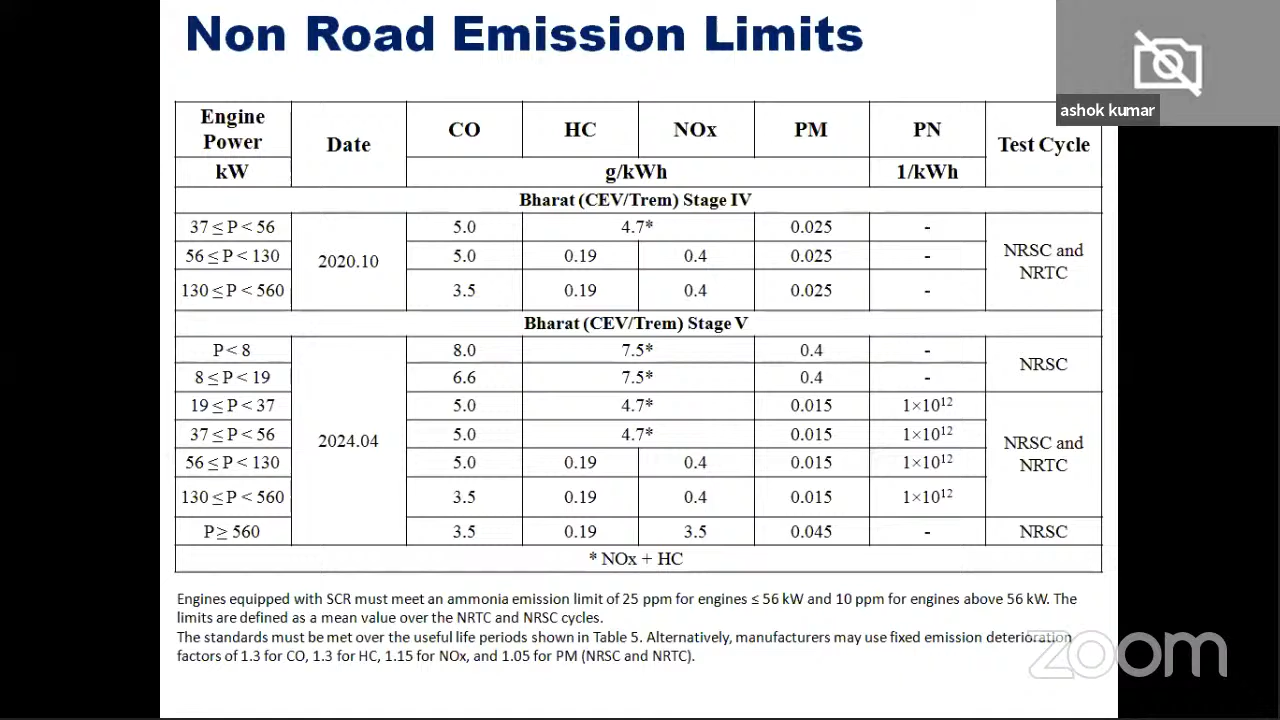 Non Road Emission Limits
ashok kumar
Engine Power Date CO HC NOx PM PN Test Cycle
kW g/kWh 1/kWh
Bharat (CEV/Trem) Stage IV
37 ≤ P < 56 2020.10 5.0 4.7* 0.025 - NRSC and NRTC
56 ≤ P < 130 5.0 0.19 0.4 0.025 -
130 ≤ P < 560 3.5 0.19 0.4 0.025 -
Bharat (CEV/Trem) Stage V
P < 8 2024.04 8.0 7.5* 0.4 - NRSC
8 ≤ P < 19 6.6 7.5* 0.4 -
19 ≤ P < 37 5.0 4.7* 0.015 1×10¹² NRSC and NRTC
37 ≤ P < 56 5.0 4.7* 0.015 1×10¹²
56 ≤ P < 130 5.0 0.19 0.4 0.015 1×10¹²
130 ≤ P < 560 3.5 0.19 0.4 0.015 1×10¹²
P ≥ 560 3.5 0.19 3.5 0.045 - NRSC
* NOx + HC
Engines equipped with SCR must meet an ammonia emission limit of 25 ppm for engines ≤ 56 kW and 10 ppm for engines above 56 kW. The
limits are defined as a mean value over the NRTC and NRSC cycles.
The standards must be met over the useful life periods shown in Table 5. Alternatively, manufacturers may use fixed emission deterioration
factors of 1.3 for CO, 1.3 for HC, 1.15 for NOx, and 1.05 for PM (NRSC and NRTC).
zoom